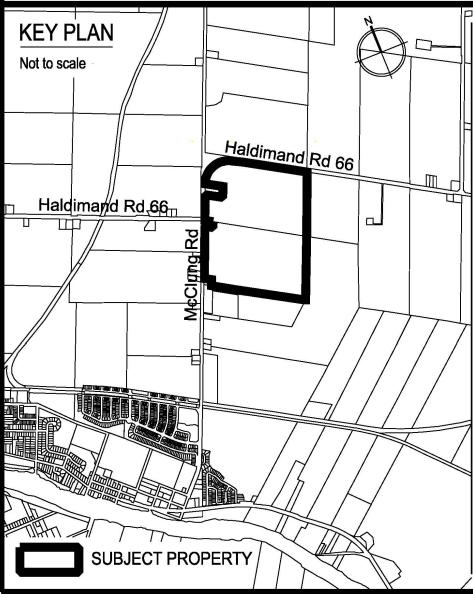 KEY PLAN
Not to scale
N
Haldimand Rd 66
Haldimand Rd 66
McClung Rd
SUBJECT PROPERTY